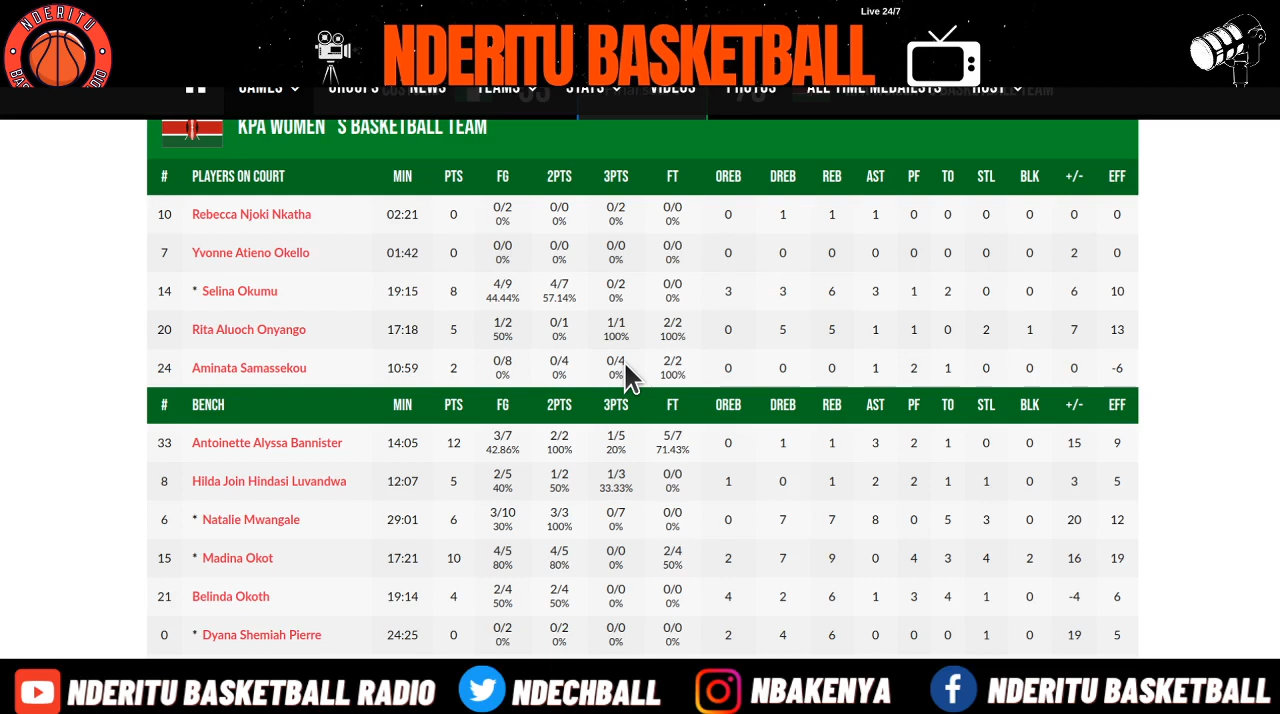 Live 24/7
NDERITU
NDERITU BASKETBALL
GAMES GROUPS NEWS TEAMS STATS VIDEOS PHOTOS ALL TIME MEDALISTS HOST
KPA WOMEN S BASKETBALL TEAM
# PLAYERS ON COURT MIN PTS FG 2PTS 3PTS FT OREB DREB REB AST PF TO STL BLK +/- EFF
10 Rebecca Njoki Nkatha 02:21 0 0/2 0/0 0/2 0/0 0 1 1 1 0 0 0 0 0 0
0% 0% 0% 0%
7 Yvonne Atieno Okello 01:42 0 0/0 0/0 0/0 0/0 0 0 0 0 0 0 0 0 2 0
0% 0% 0% 0%
14 * Selina Okumu 19:15 8 4/9 4/7 0/2 0/0 3 3 6 3 1 2 0 0 6 10
44.44% 57.14% 0% 0%
20 Rita Aluoch Onyango 17:18 5 1/2 0/1 1/1 2/2 0 5 5 1 1 0 2 1 7 13
50% 0% 100% 100%
24 Aminata Samassekou 10:59 2 0/8 0/4 0/4 2/2 0 0 0 1 2 1 0 0 0 -6
0% 0% 0% 100%
# BENCH MIN PTS FG 2PTS 3PTS FT OREB DREB REB AST PF TO STL BLK +/- EFF
33 Antoinette Alyssa Bannister 14:05 12 3/7 2/2 1/5 5/7 0 1 1 3 2 1 0 0 15 9
42.86% 100% 20% 71.43%
8 Hilda Join Hindasi Luvandwa 12:07 5 2/5 1/2 1/3 0/0 1 0 1 2 2 1 1 0 3 5
40% 50% 33.33% 0%
6 * Natalie Mwangale 29:01 6 3/10 3/3 0/7 0/0 0 7 7 8 0 5 3 0 20 12
30% 100% 0% 0%
15 * Madina Okot 17:21 10 4/5 4/5 0/0 2/4 2 7 9 0 4 3 4 2 16 19
80% 80% 0% 50%
21 Belinda Okoth 19:14 4 2/4 2/4 0/0 0/0 4 2 6 1 3 4 1 0 -4 6
50% 50% 0% 0%
0 * Dyana Shemiah Pierre 24:25 0 0/2 0/2 0/0 0/0 2 4 6 0 0 0 1 0 19 5
0% 0% 0% 0%
NDERITU BASKETBALL RADIO NDECHBALL NBAKENYA NDERITU BASKETBALL